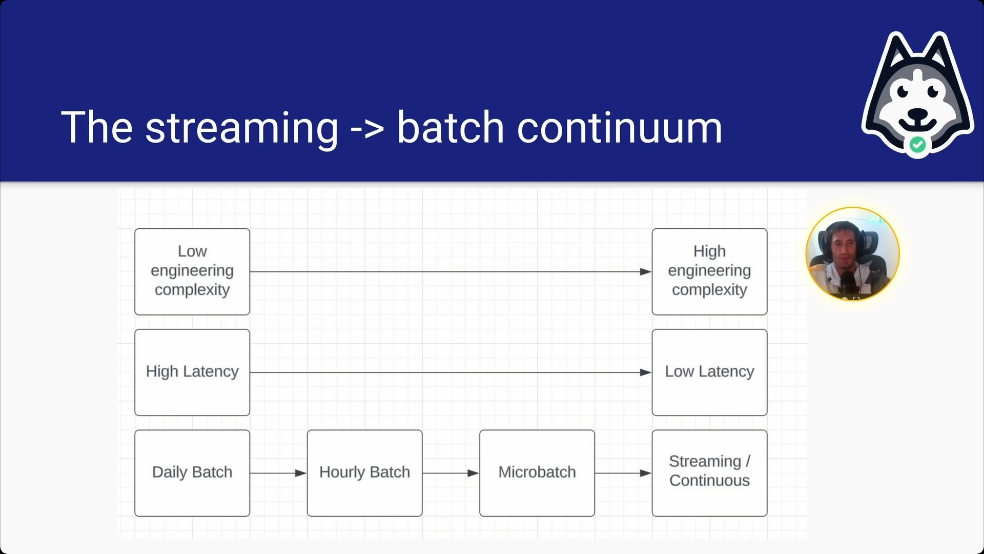 The streaming -> batch continuum
Low
engineering
complexity
High
engineering
complexity
High Latency
Low Latency
Daily Batch
Hourly Batch
Microbatch
Streaming /
Continuous